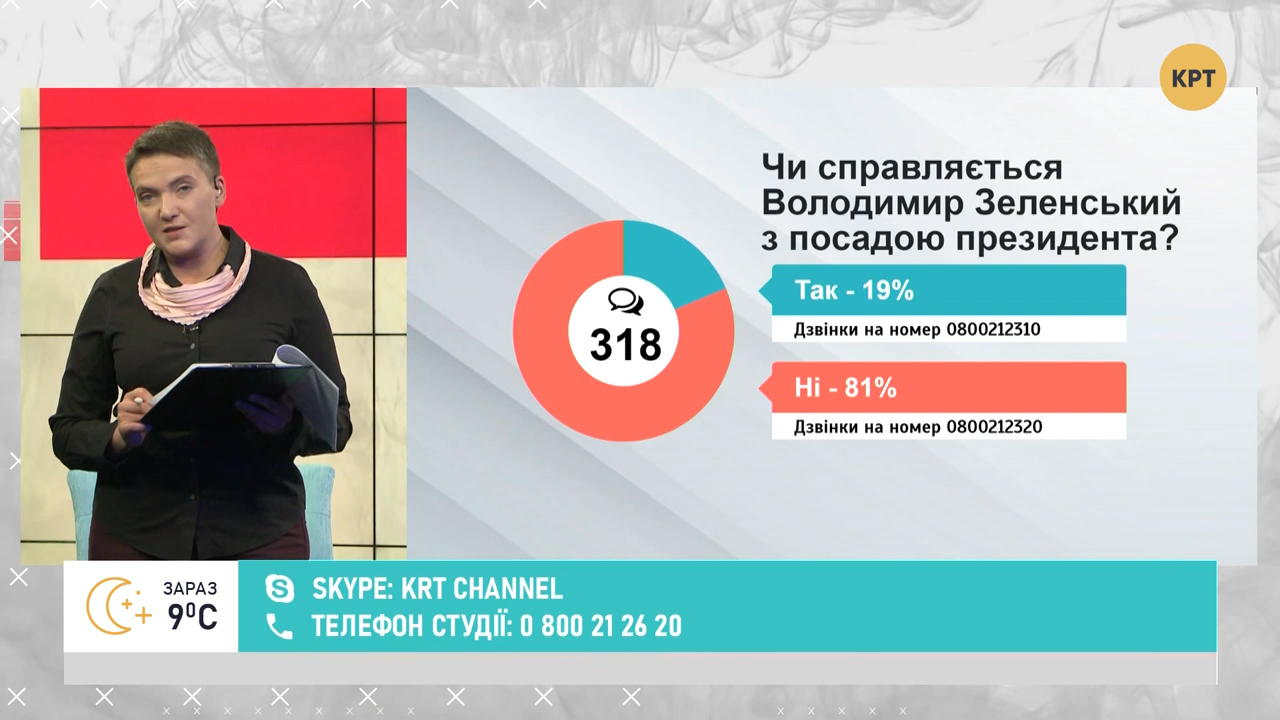 КРТ
Чи справляється
Володимир Зеленський
з посадою президента?
318
Так - 19%
Дзвінки на номер 0800212310
Ні - 81%
Дзвінки на номер 0800212320
ЗАРАЗ
9⁰C
SKYPE: KRT CHANNEL
ТЕЛЕФОН СТУДІЇ: 0 800 21 26 20